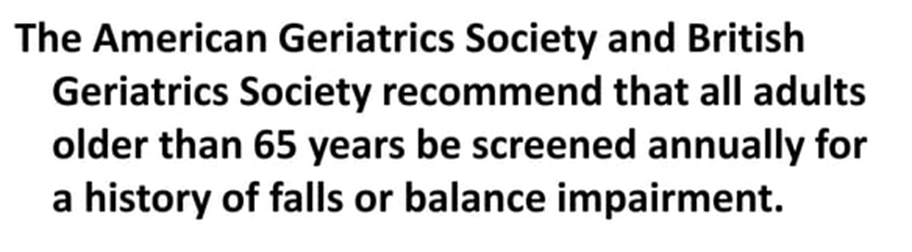 The American Geriatrics Society and British
Geriatrics Society recommend that all adults
older than 65 years be screened annually for
a history of falls or balance impairment.